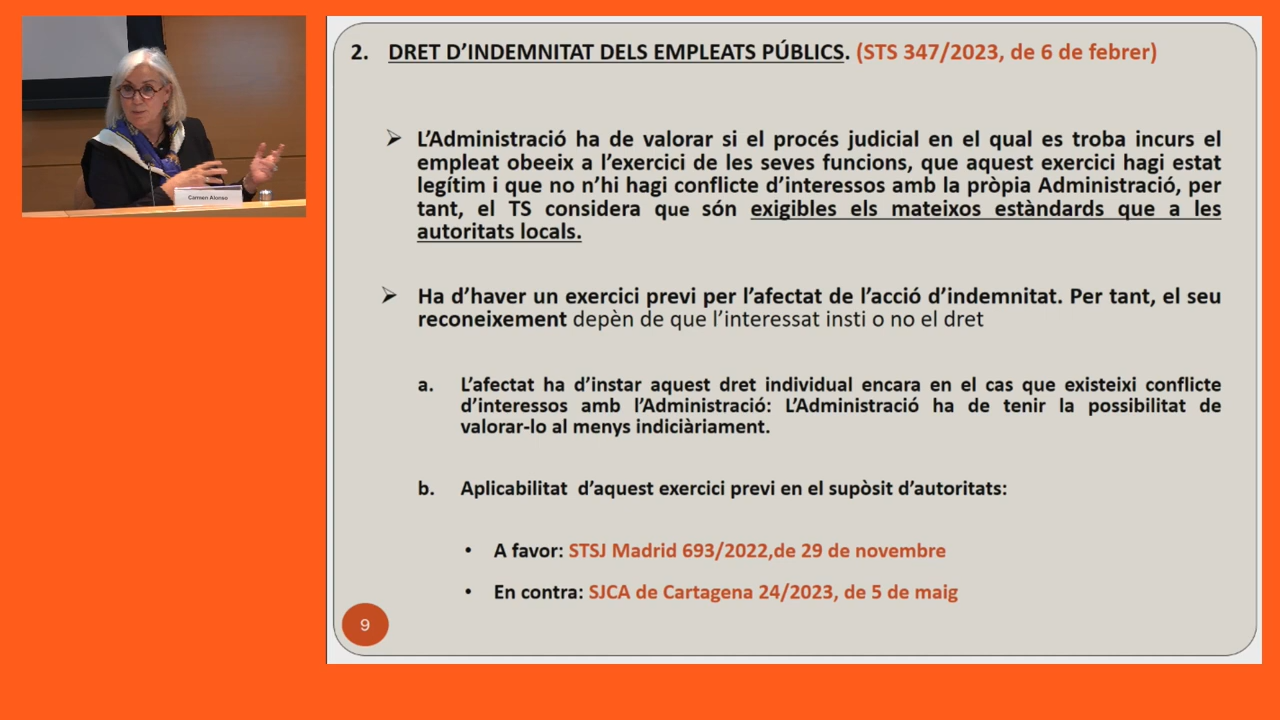 Carmen Alonso
2. DRET D’INDEMNITAT DELS EMPLEATS PÚBLICS. (STS 347/2023, de 6 de febrer)
➢ L’Administració ha de valorar si el procés judicial en el qual es troba incurs el
empleat obeeix a l’exercici de les seves funcions, que aquest exercici hagi estat
legítim i que no n’hi hagi conflicte d’interessos amb la pròpia Administració, per
tant, el TS considera que són exigibles els mateixos estàndards que a les
autoritats locals.
➢ Ha d’haver un exercici previ per l’afectat de l’acció d’indemnitat. Per tant, el seu
reconeixement depèn de que l’interessat insti o no el dret
a. L’afectat ha d’instar aquest dret individual encara en el cas que existeixi conflicte
d’interessos amb l’Administració: L’Administració ha de tenir la possibilitat de
valorar-lo al menys indiciàriament.
b. Aplicabilitat d’aquest exercici previ en el supòsit d’autoritats:
• A favor: STSJ Madrid 693/2022,de 29 de novembre
• En contra: SJCA de Cartagena 24/2023, de 5 de maig
9